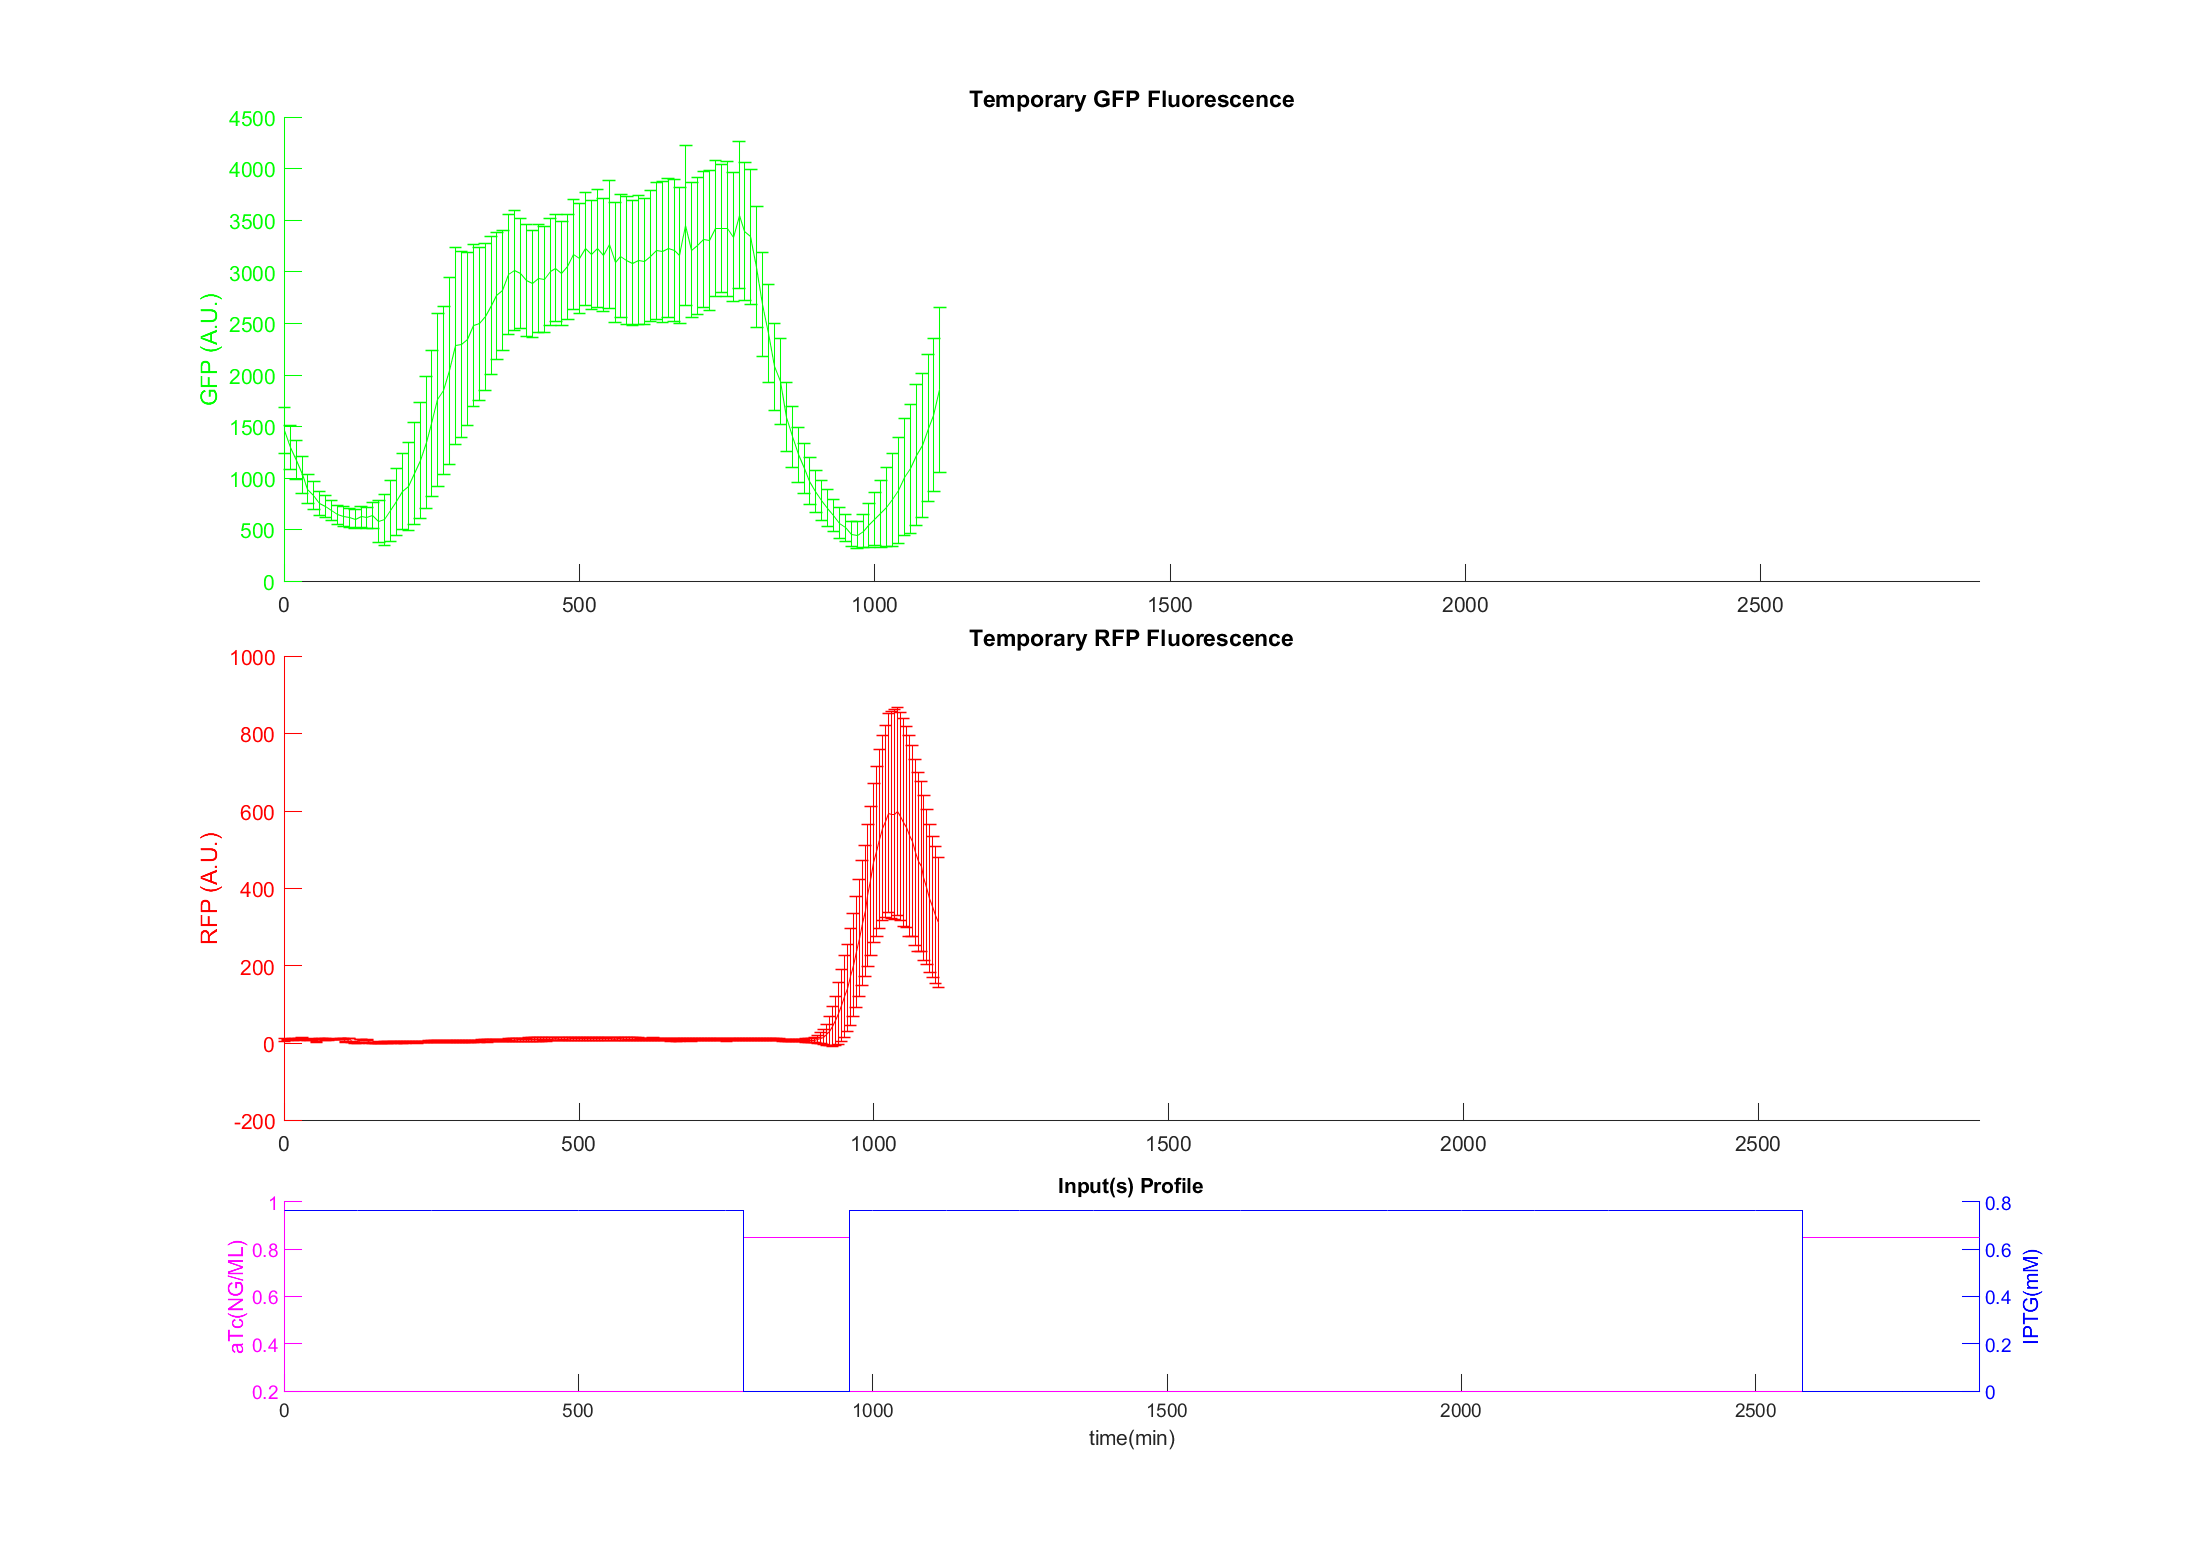 Temporary GFP Fluorescence
4500
4000
3500
3000
2500
2000
1500
1000
500
0
GFP (A.U.)
0 500 1000 1500 2000 2500
Temporary RFP Fluorescence
1000
800
600
400
200
0
-200
RFP (A.U.)
0 500 1000 1500 2000 2500
Input(s) Profile
1
0.8
0.6
0.4
0.2
aTc(NG/ML)
0.8
0.6
0.4
0.2
0
IPTG(mM)
0 500 1000 1500 2000 2500
time(min)